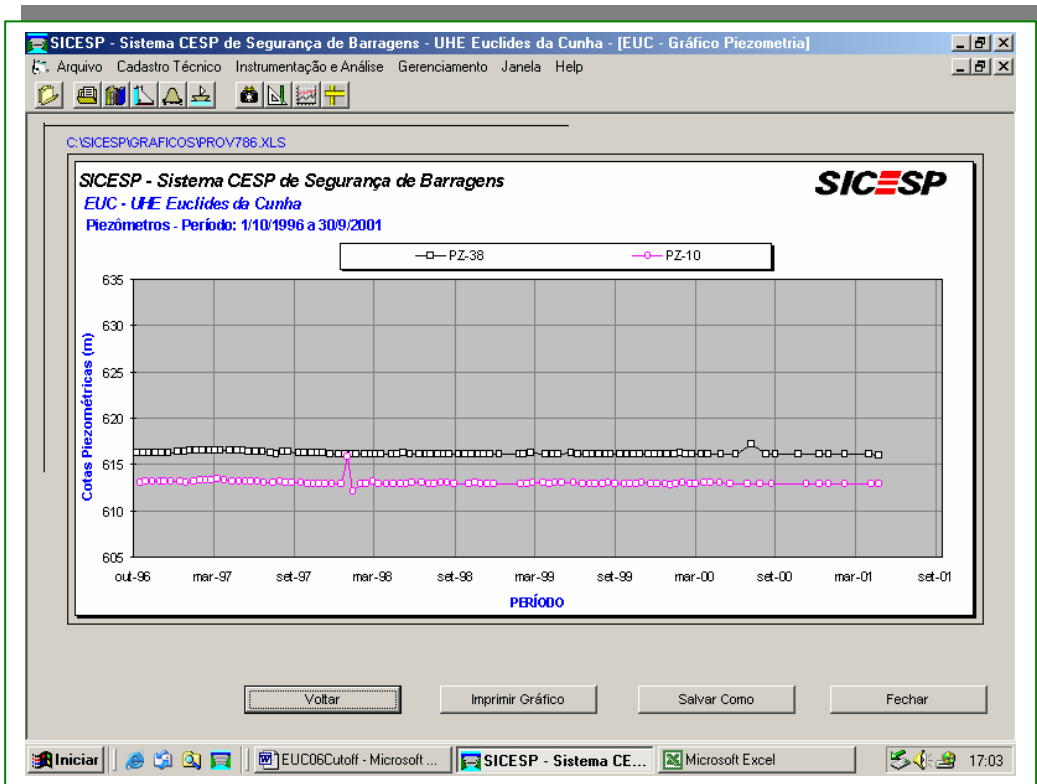 SICESP - Sistema CESP de Segurança de Barragens - UHE Euclides da Cunha - [EUC - Gráfico Piezometria]
Arquivo Cadastro Técnico Instrumentação e Análise Gerenciamento Janela Help
C:\SICESP\GRAFICOS\PROV786.XLS
SICESP - Sistema CESP de Segurança de Barragens
SICESP
EUC - UHE Euclides da Cunha
Piezômetros - Período: 1/10/1996 a 30/9/2001
PZ-38 PZ-10
635
630
625
620
615
610
605
Cotas Piezométricas (m)
out-96 mar-97 set-97 mar-98 set-98 mar-99 set-99 mar-00 set-00 mar-01 set-01
PERÍODO
Voltar Imprimir Gráfico Salvar Como Fechar
Iniciar EUC06Cutoff - Microsoft ... SICESP - Sistema CE... Microsoft Excel 17:03